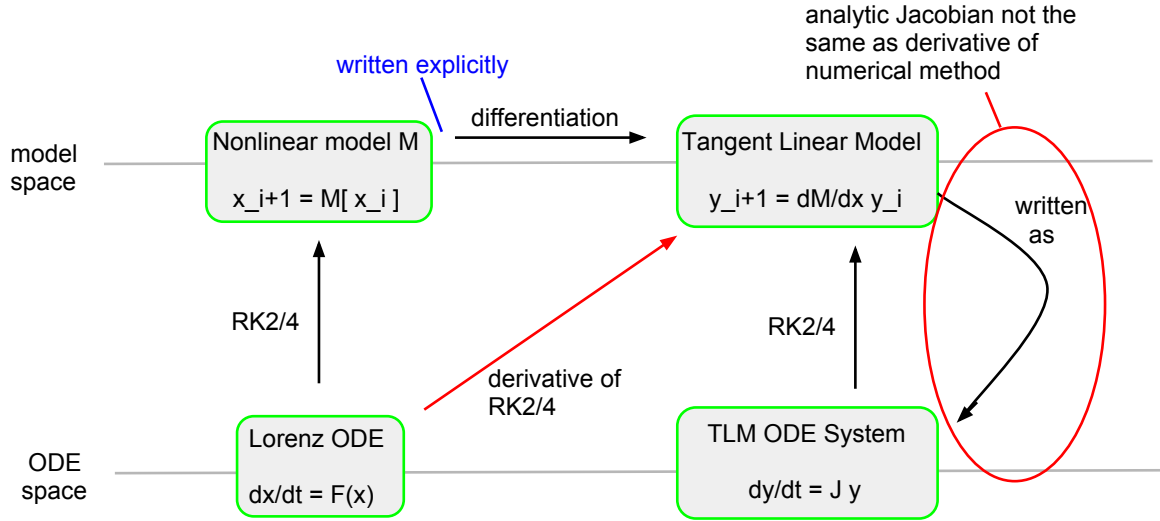 analytic Jacobian not the
same as derivative of
numerical method
written explicitly
differentiation
Nonlinear model M
x_i+1 = M[ x_i ]
Tangent Linear Model
y_i+1 = dM/dx y_i
model
space
written
as
RK2/4
RK2/4
derivative of
RK2/4
Lorenz ODE
dx/dt = F(x)
TLM ODE System
dy/dt = J y
ODE
space